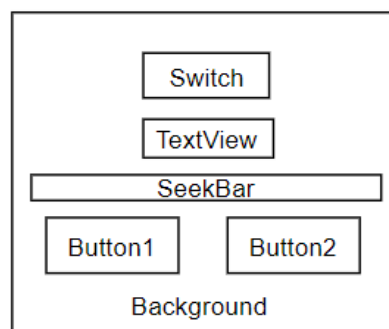 Switch
TextView
SeekBar
Button1 Button2
Background